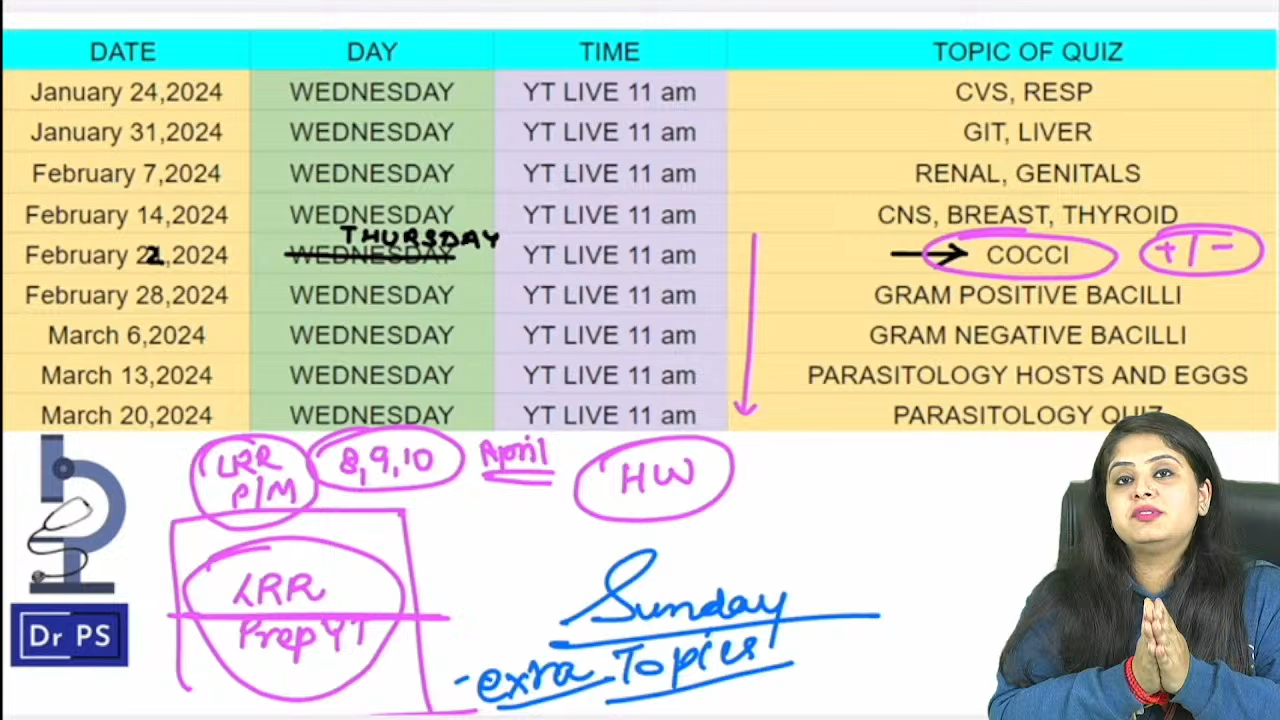 DATE DAY TIME TOPIC OF QUIZ
January 24,2024 WEDNESDAY YT LIVE 11 am CVS, RESP
January 31,2024 WEDNESDAY YT LIVE 11 am GIT, LIVER
February 7,2024 WEDNESDAY YT LIVE 11 am RENAL, GENITALS
February 14,2024 WEDNESDAY YT LIVE 11 am CNS, BREAST, THYROID
THURSDAY
February 22,2024 WEDNESDAY YT LIVE 11 am COCCI + / -
February 28,2024 WEDNESDAY YT LIVE 11 am GRAM POSITIVE BACILLI
March 6,2024 WEDNESDAY YT LIVE 11 am GRAM NEGATIVE BACILLI
March 13,2024 WEDNESDAY YT LIVE 11 am PARASITOLOGY HOSTS AND EGGS
March 20,2024 WEDNESDAY YT LIVE 11 am PARASITOLOGY QUIZ
LRR 8,9,10 April HW
P/M
LRR
Prep YT
Sunday
- extra Topics
Dr PS